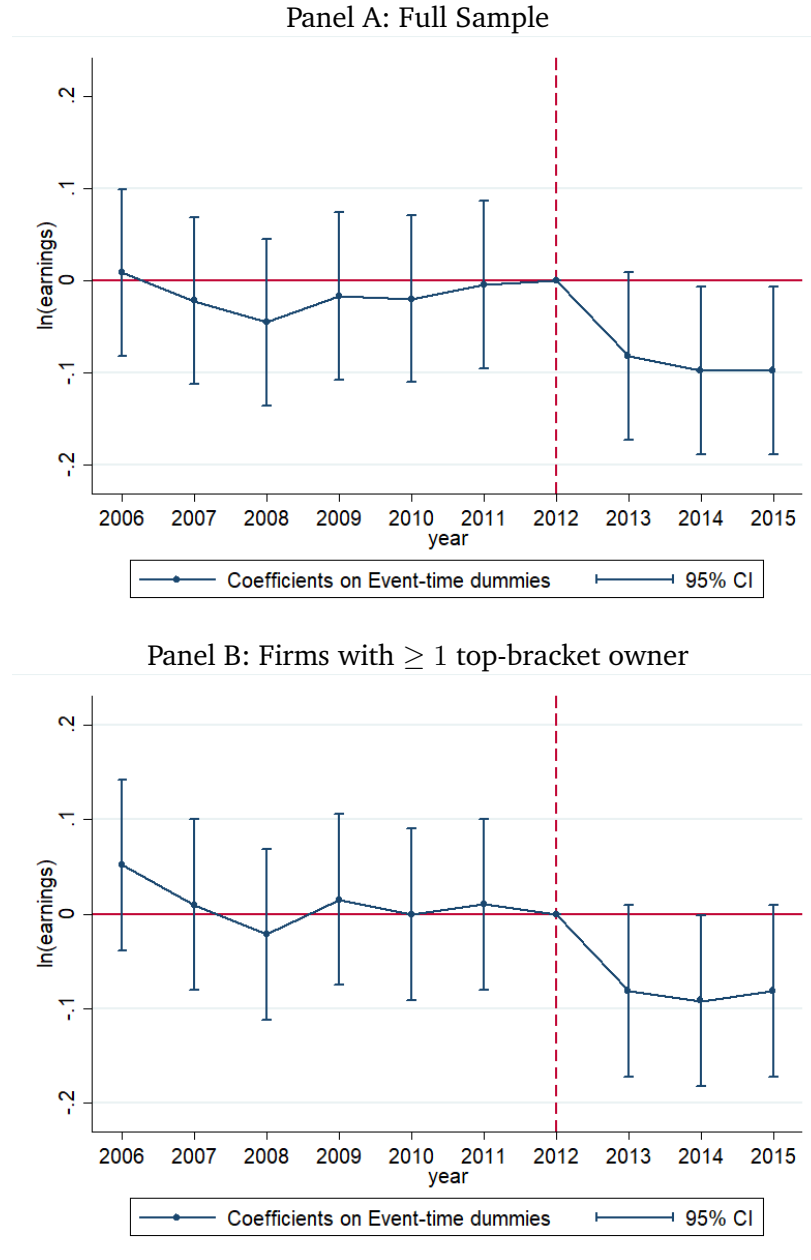 Panel A: Full Sample
ln(earnings)
.2
.1
0
-.1
-.2
2006 2007 2008 2009 2010 2011 2012 2013 2014 2015
year
Coefficients on Event-time dummies 95% CI
Panel B: Firms with ≥ 1 top-bracket owner
ln(earnings)
.2
.1
0
-.1
-.2
2006 2007 2008 2009 2010 2011 2012 2013 2014 2015
year
Coefficients on Event-time dummies 95% CI